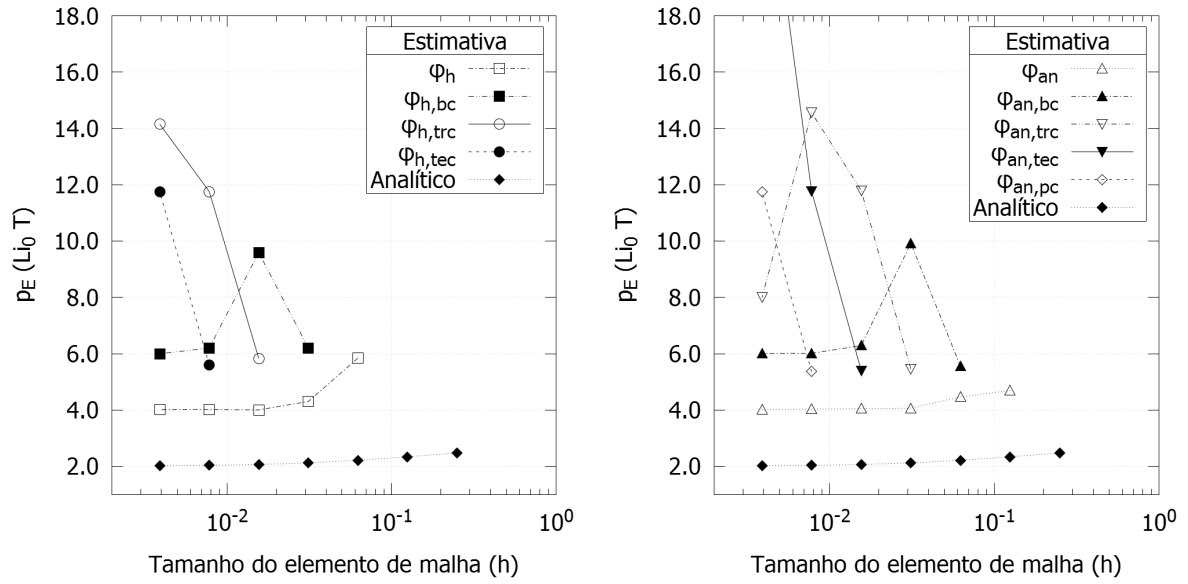 18.0
16.0
14.0
12.0
10.0
8.0
6.0
4.0
2.0
p_E (Li_0 T)
Estimativa
φ_h
φ_h,bc
φ_h,trc
φ_h,tec
Analítico
10^-2
10^-1
10^0
Tamanho do elemento de malha (h)
18.0
16.0
14.0
12.0
10.0
8.0
6.0
4.0
2.0
p_E (Li_0 T)
Estimativa
φ_an
φ_an,bc
φ_an,trc
φ_an,tec
φ_an,pc
Analítico
10^-2
10^-1
10^0
Tamanho do elemento de malha (h)